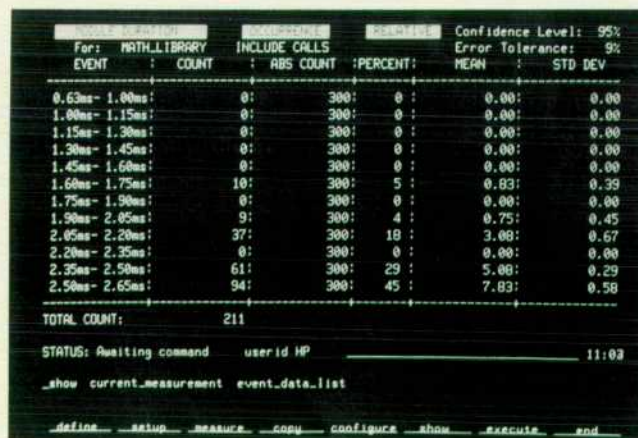 MODULE DURATION OCCURRENCE RELATIVE Confidence Level: 95%
For: MATH_LIBRARY INCLUDE CALLS Error Tolerance: 9%
EVENT : COUNT : ABS COUNT :PERCENT: MEAN : STD DEV
0.63ms- 1.00ms: 0: 300: 0 : 0.00: 0.00
1.00ms- 1.15ms: 0: 300: 0 : 0.00: 0.00
1.15ms- 1.30ms: 0: 300: 0 : 0.00: 0.00
1.30ms- 1.45ms: 0: 300: 0 : 0.00: 0.00
1.45ms- 1.60ms: 0: 300: 0 : 0.00: 0.00
1.60ms- 1.75ms: 10: 300: 5 : 0.83: 0.39
1.75ms- 1.90ms: 0: 300: 0 : 0.00: 0.00
1.90ms- 2.05ms: 9: 300: 4 : 0.75: 0.45
2.05ms- 2.20ms: 37: 300: 18 : 3.08: 0.67
2.20ms- 2.35ms: 0: 300: 0 : 0.00: 0.00
2.35ms- 2.50ms: 61: 300: 29 : 5.08: 0.29
2.50ms- 2.65ms: 94: 300: 45 : 7.83: 0.58
TOTAL COUNT: 211
STATUS: Awaiting command userid HP 11:03
_show current_measurement event_data_list
define setup measure copy configure show execute end